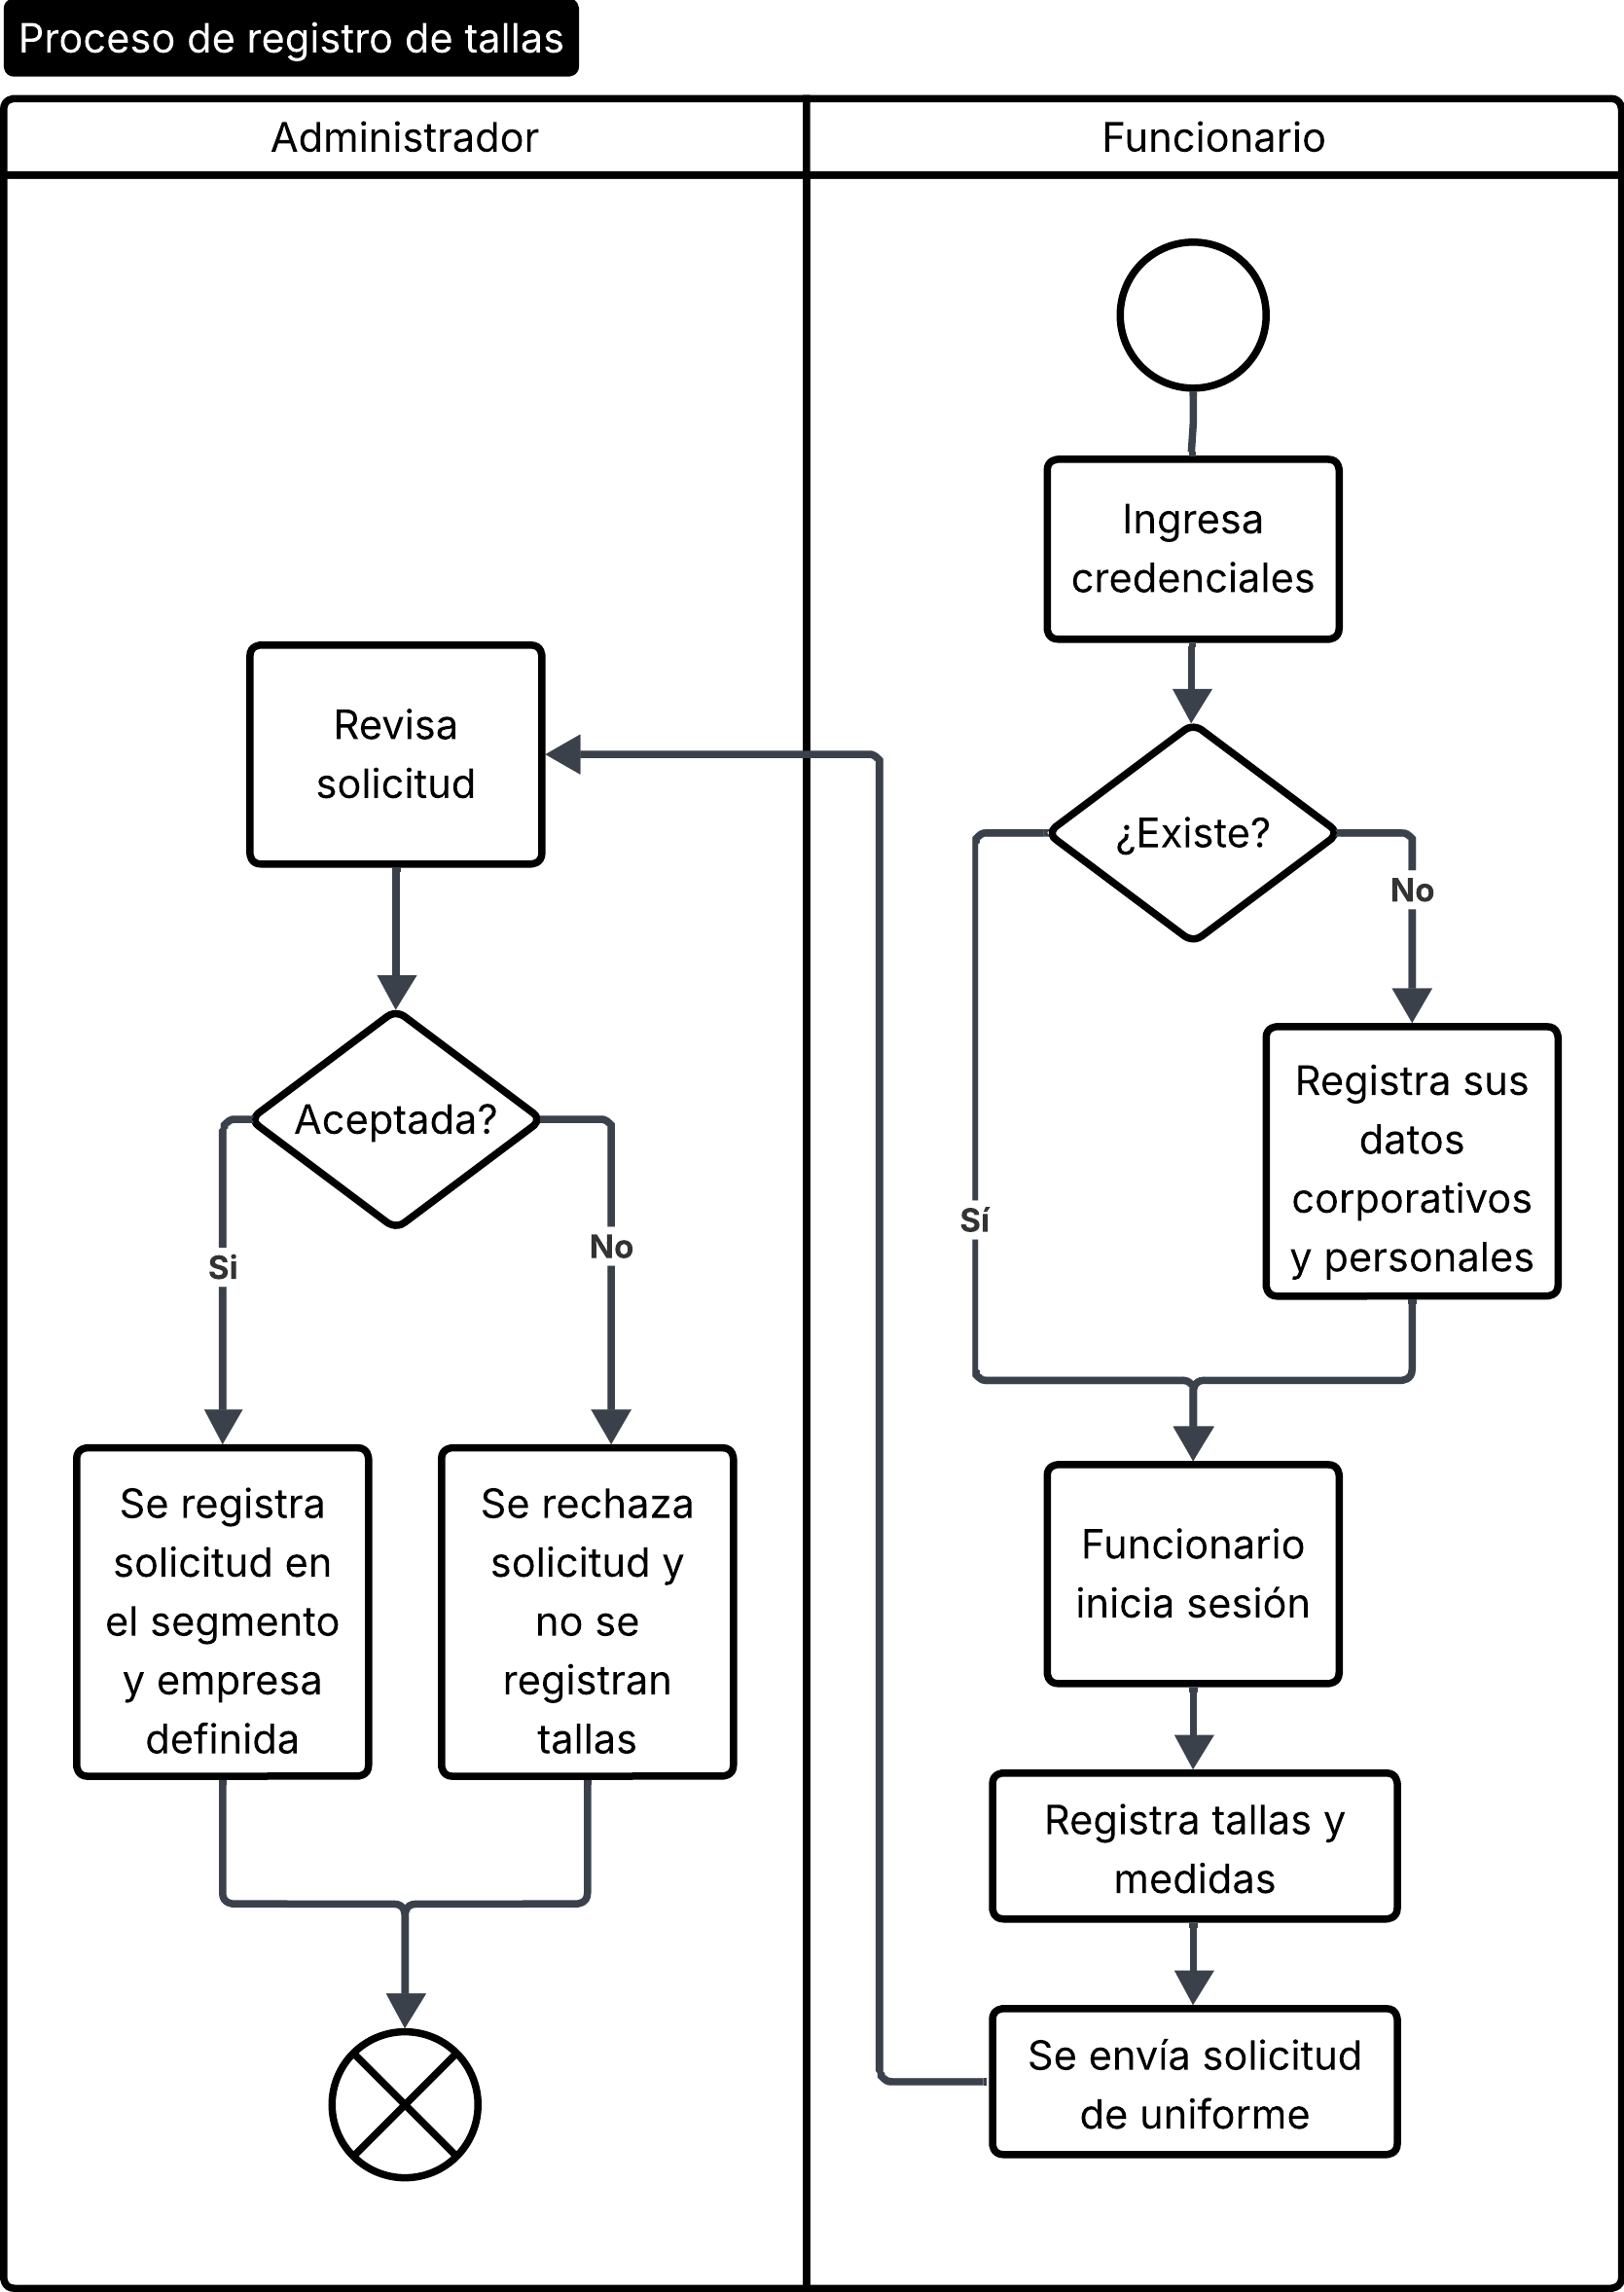 Proceso de registro de tallas
Administrador
Funcionario
Ingresa
credenciales
¿Existe?
No
Sí
Registra sus
datos
corporativos
y personales
Funcionario
inicia sesión
Registra tallas y
medidas
Se envía solicitud
de uniforme
Revisa
solicitud
Aceptada?
Si
No
Se registra
solicitud en
el segmento
y empresa
definida
Se rechaza
solicitud y
no se
registran
tallas